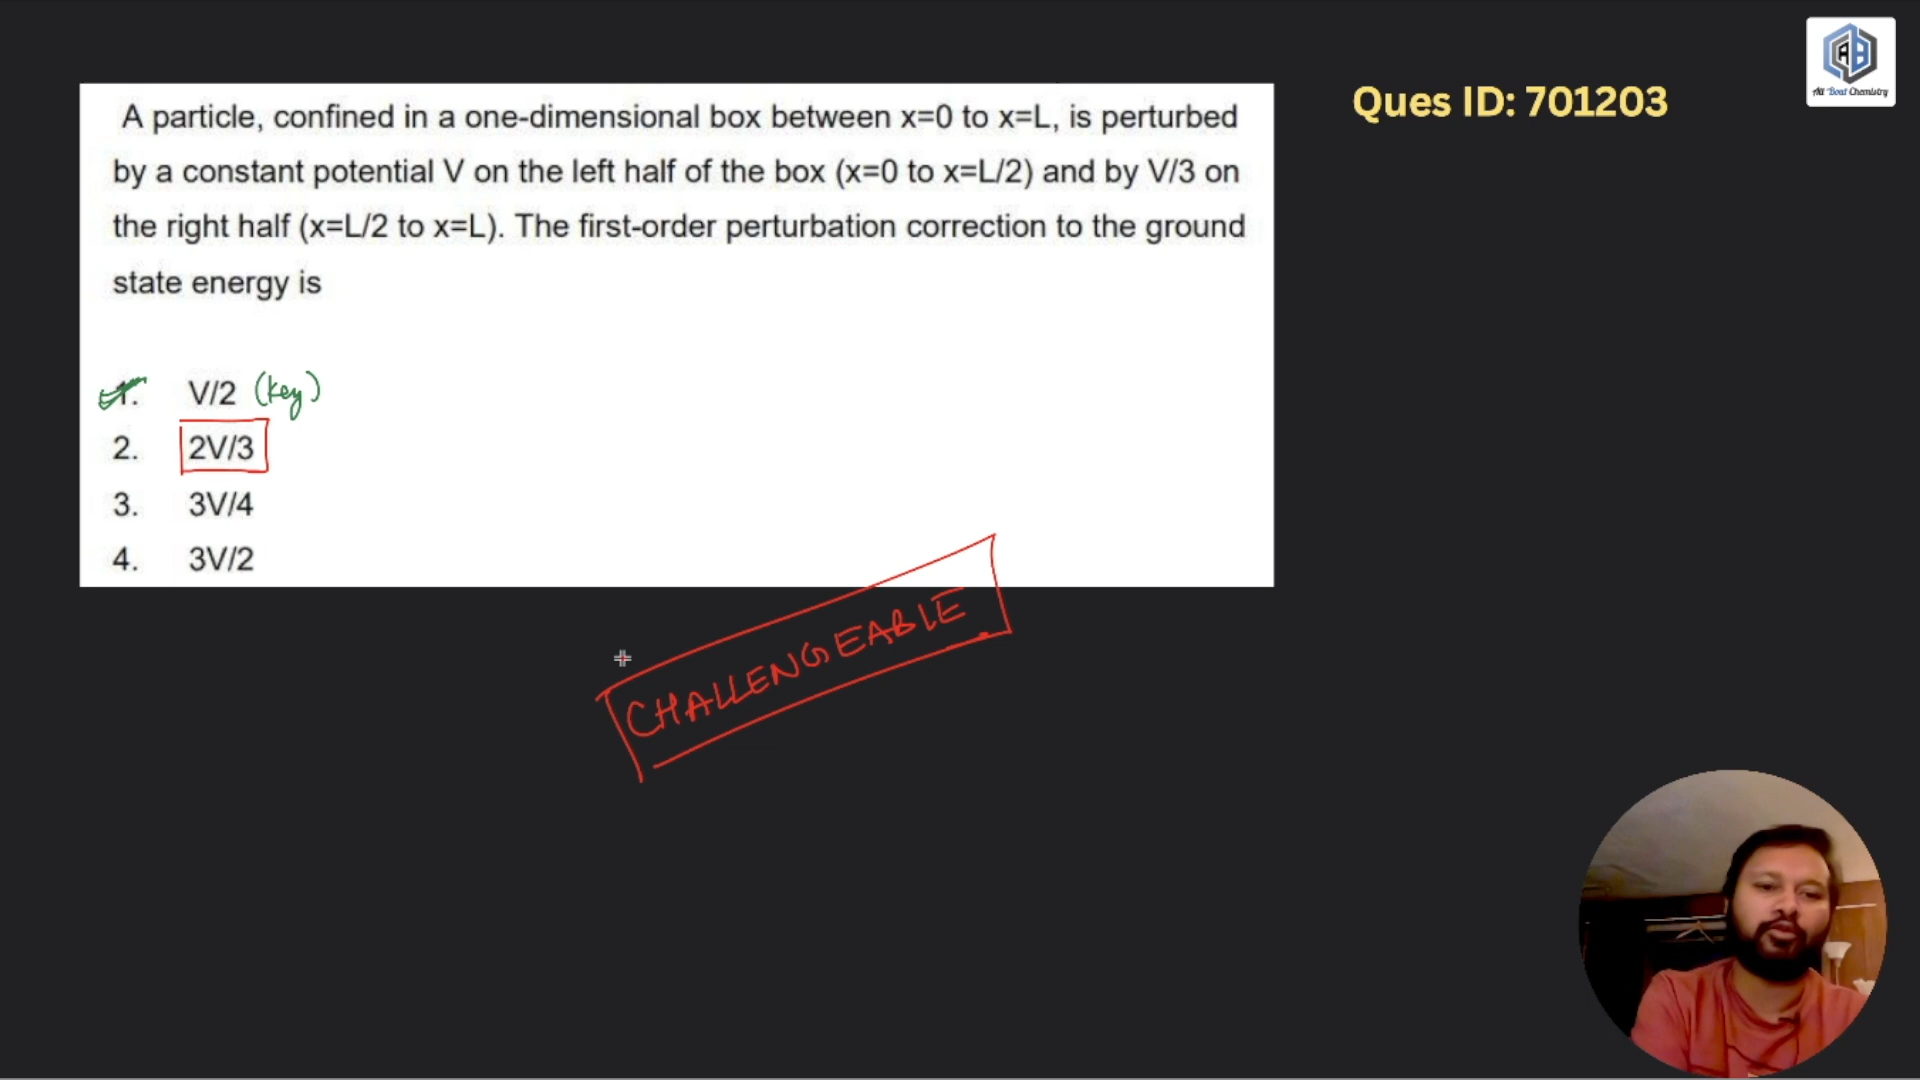 Ques ID: 701203
All 'Bout Chemistry
A particle, confined in a one-dimensional box between x=0 to x=L, is perturbed
by a constant potential V on the left half of the box (x=0 to x=L/2) and by V/3 on
the right half (x=L/2 to x=L). The first-order perturbation correction to the ground
state energy is
1. V/2 (key)
2. 2V/3
3. 3V/4
4. 3V/2
CHALLENGEABLE